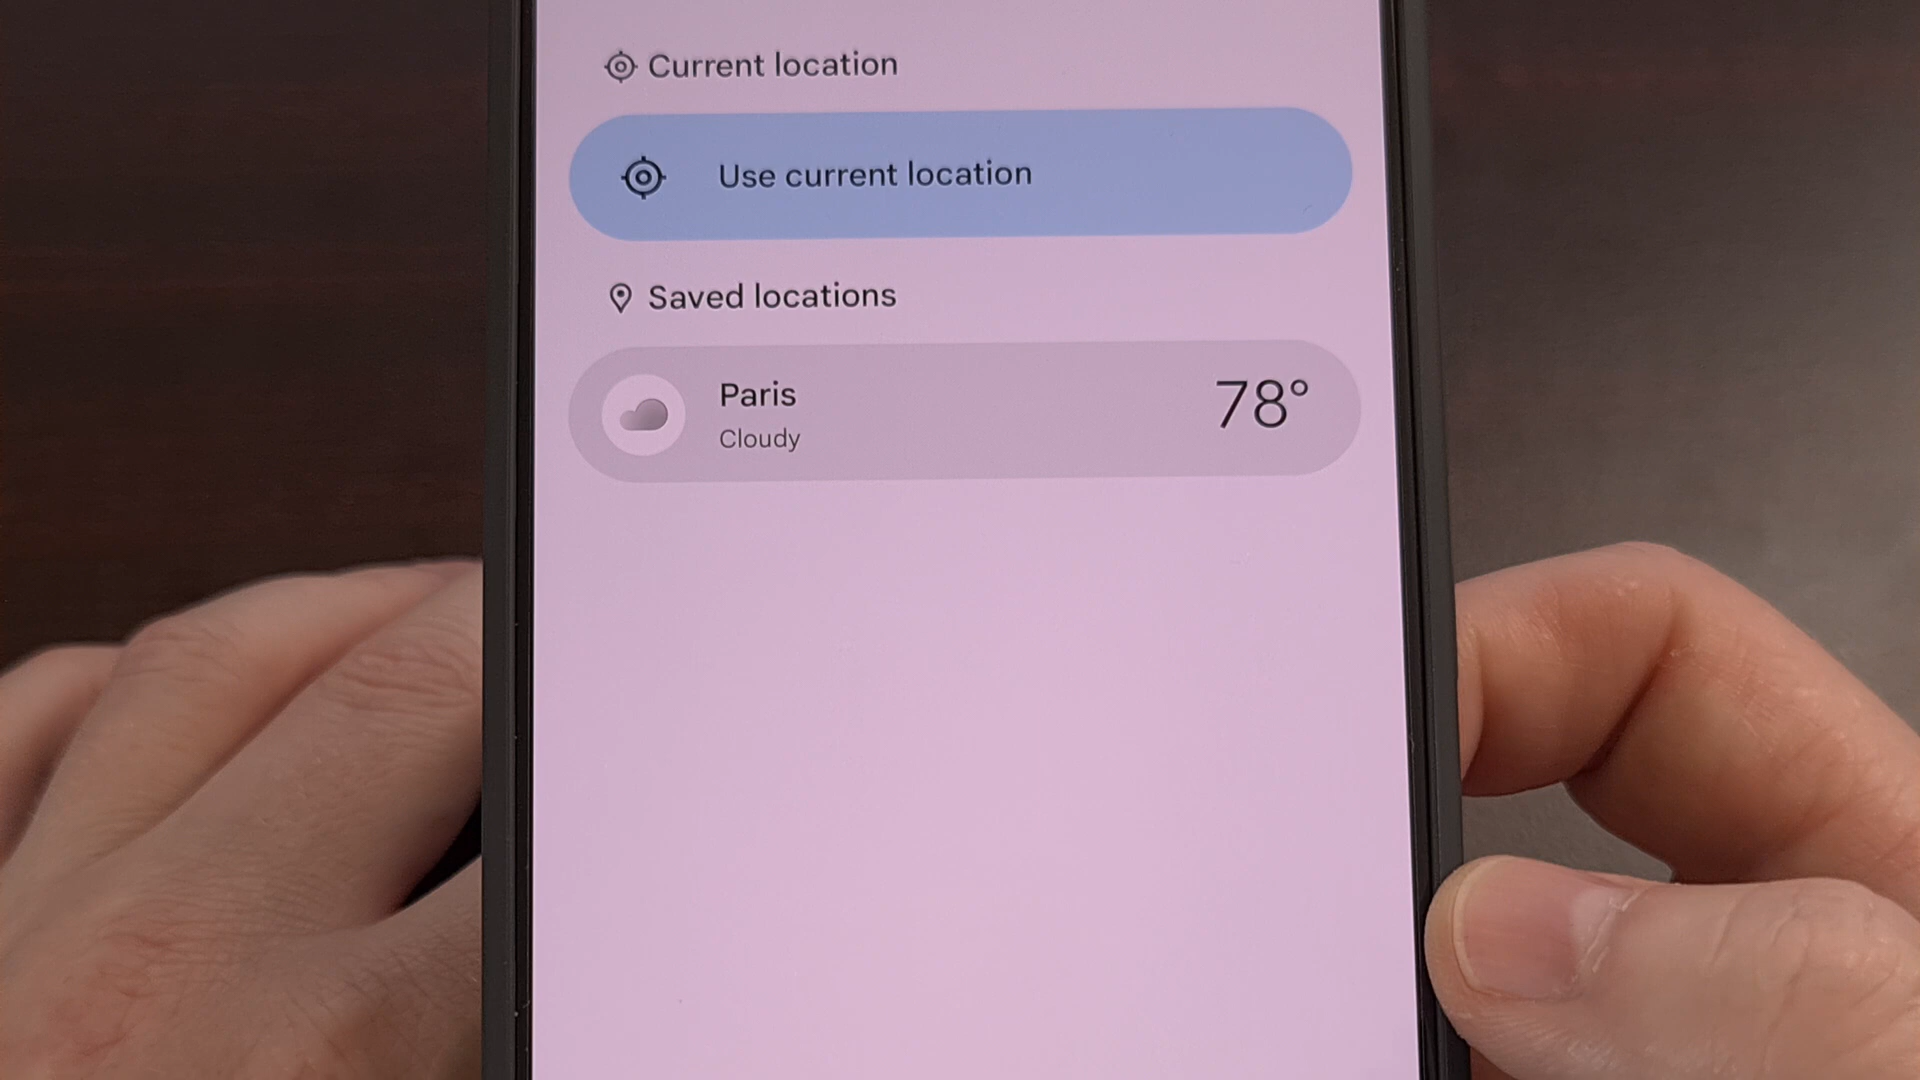 Current location
Use current location
Saved locations
Paris
78°
Cloudy